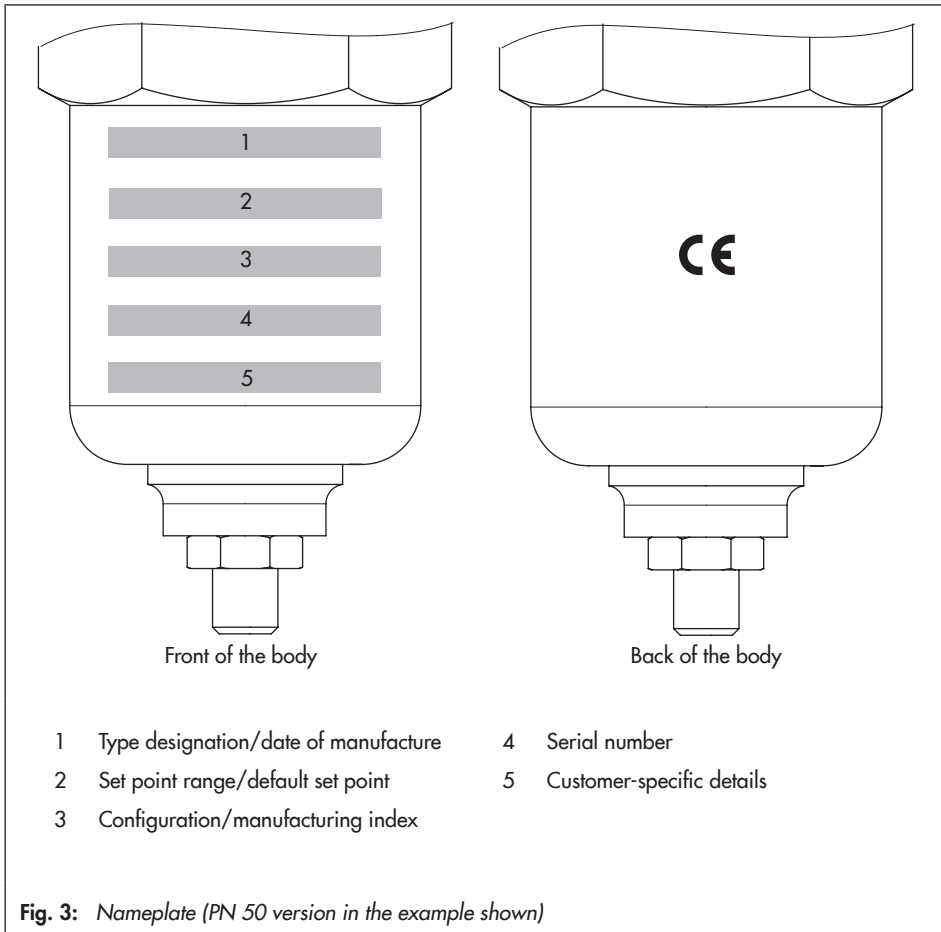 1
2
3
4
5
CE
Front of the body
Back of the body
1 Type designation/date of manufacture
2 Set point range/default set point
3 Configuration/manufacturing index
4 Serial number
5 Customer-specific details
Fig. 3: Nameplate (PN 50 version in the example shown)